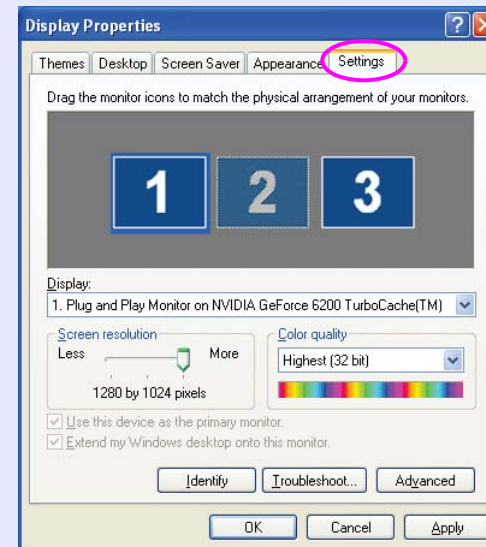 Display Properties
?
Themes Desktop Screen Saver Appearance Settings
Drag the monitor icons to match the physical arrangement of your monitors.
1 2 3
Display:
1. Plug and Play Monitor on NVIDIA GeForce 6200 TurboCache(TM)
Screen resolution Color quality
Less More Highest (32 bit)
1280 by 1024 pixels
Use this device as the primary monitor.
Extend my Windows desktop onto this monitor.
Identify Troubleshoot... Advanced
OK Cancel Apply